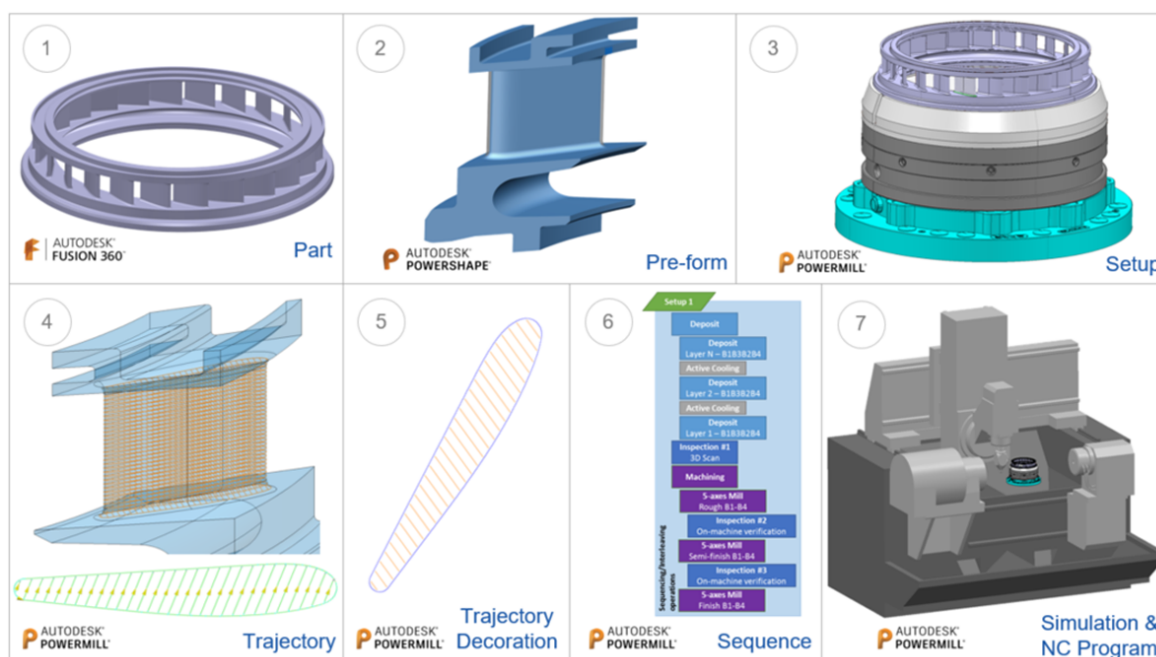 1
AUTODESK®
FUSION 360™
Part
2
AUTODESK®
POWERSHAPE®
Pre-form
3
AUTODESK®
POWERMILL®
Setup
4
AUTODESK®
POWERMILL®
Trajectory
5
AUTODESK®
POWERMILL®
Trajectory
Decoration
6
Setup 1
Deposit
Deposit
Layer N – B1B3B2B4
Active Cooling
Deposit
Layer 2 – B1B3B2B4
Active Cooling
Deposit
Layer 1 – B1B3B2B4
Inspection #1
3D Scan
Machining
5-axes Mill
Rough B1-B4
Inspection #2
On-machine verification
5-axes Mill
Semi-finish B1-B4
Inspection #3
On-machine verification
5-axes Mill
Finish B1-B4
Sequencing/Interleaving
operations
AUTODESK®
POWERMILL®
Sequence
7
AUTODESK®
POWERMILL®
Simulation &
NC Program